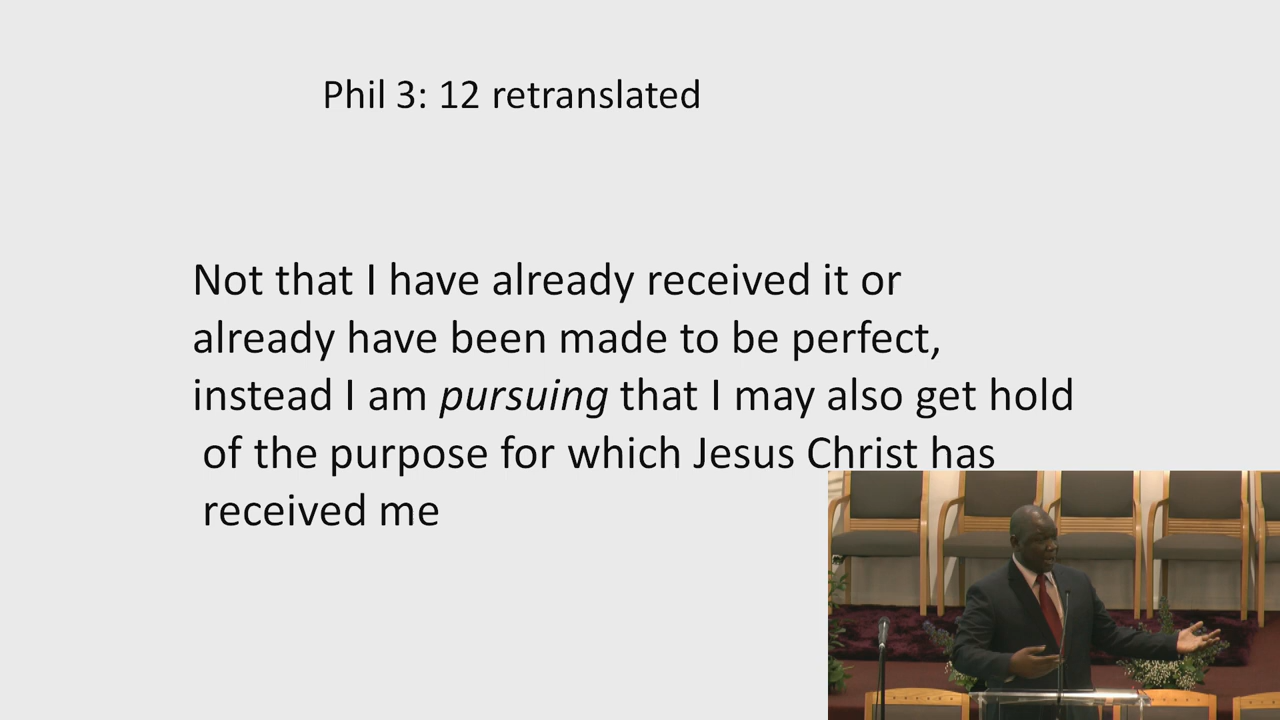 Phil 3: 12 retranslated
Not that I have already received it or
already have been made to be perfect,
instead I am pursuing that I may also get hold
of the purpose for which Jesus Christ has
received me